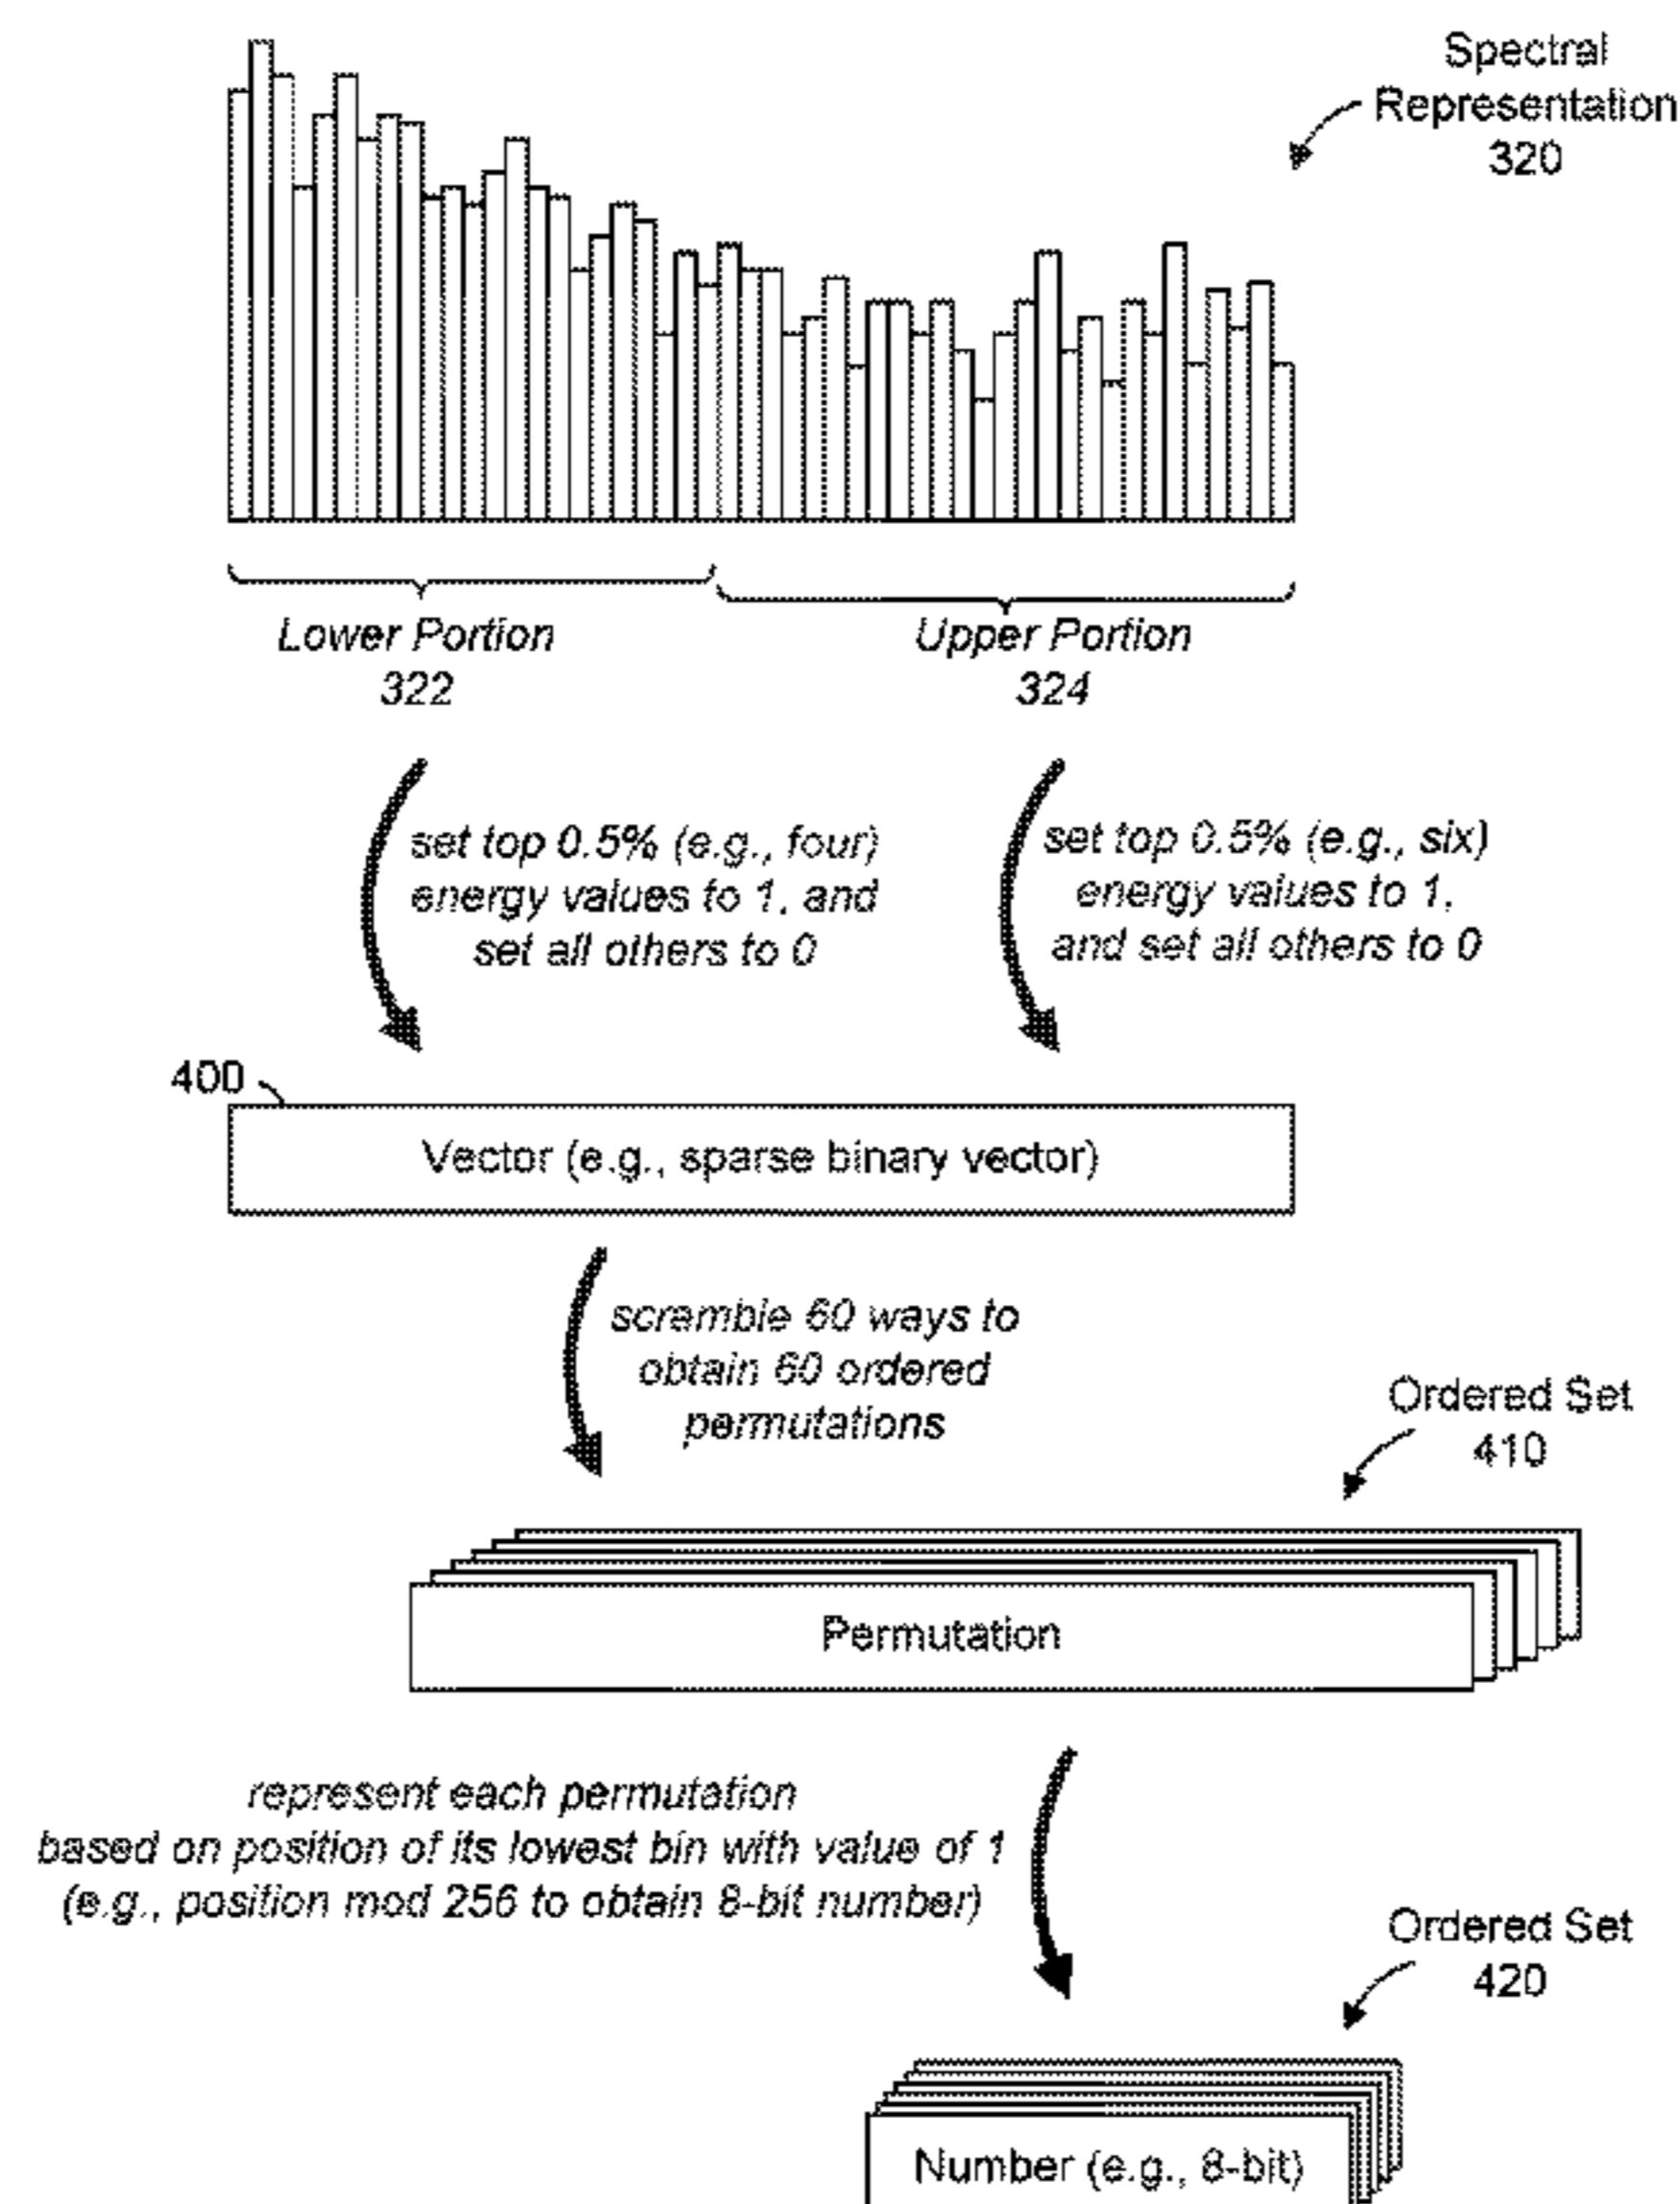 Spectral
Representation
320
Lower Portion
322
Upper Portion
324
set top 0.5% (e.g., four)
energy values to 1, and
set all others to 0
set top 0.5% (e.g., six)
energy values to 1,
and set all others to 0
400
Vector (e.g., sparse binary vector)
scramble 60 ways to
obtain 60 ordered
permutations
Ordered Set
410
Permutation
represent each permutation
based on position of its lowest bin with value of 1
(e.g., position mod 256 to obtain 8-bit number)
Ordered Set
420
Number (e.g., 8-bit)